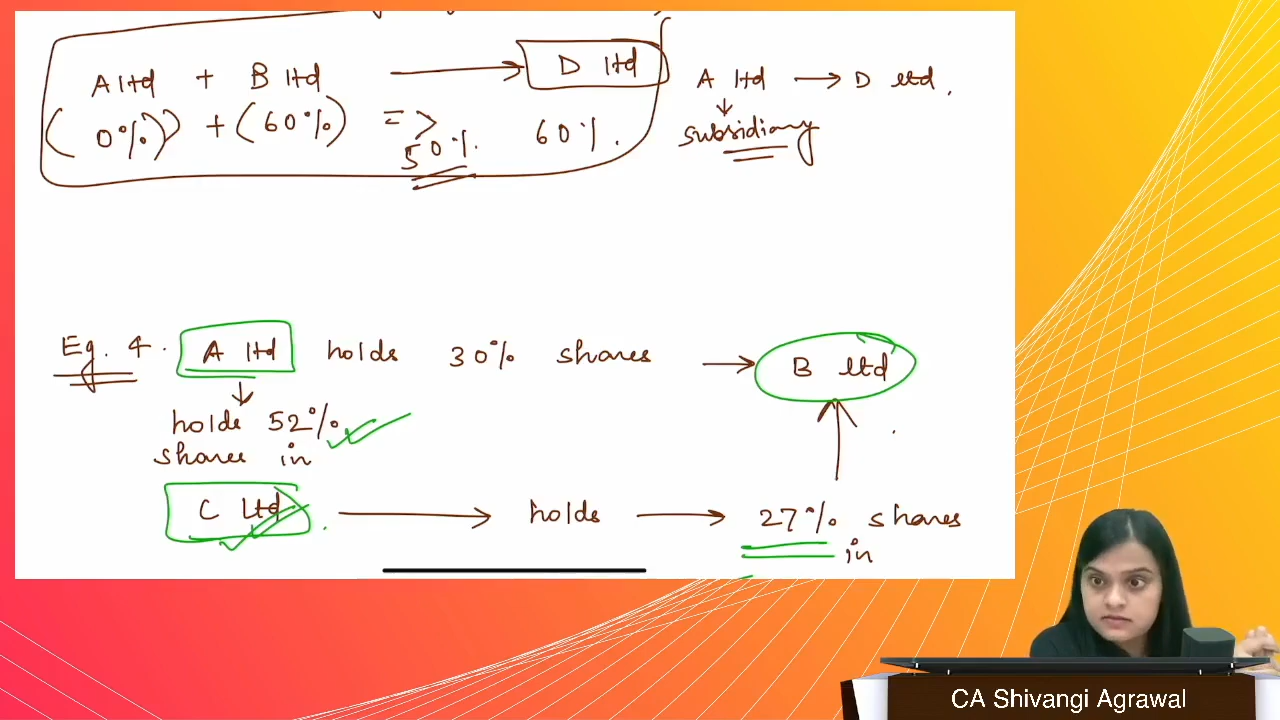 A ltd + B ltd → D ltd
(0%) + (60%) => 50%. 60%.
A ltd → D ltd.
↓
subsidiary
Eg. 4. A ltd holds 30% shares → B ltd
↓
holds 52%
shares in
C Ltd. → holds → 27% shares
in
CA Shivangi Agrawal